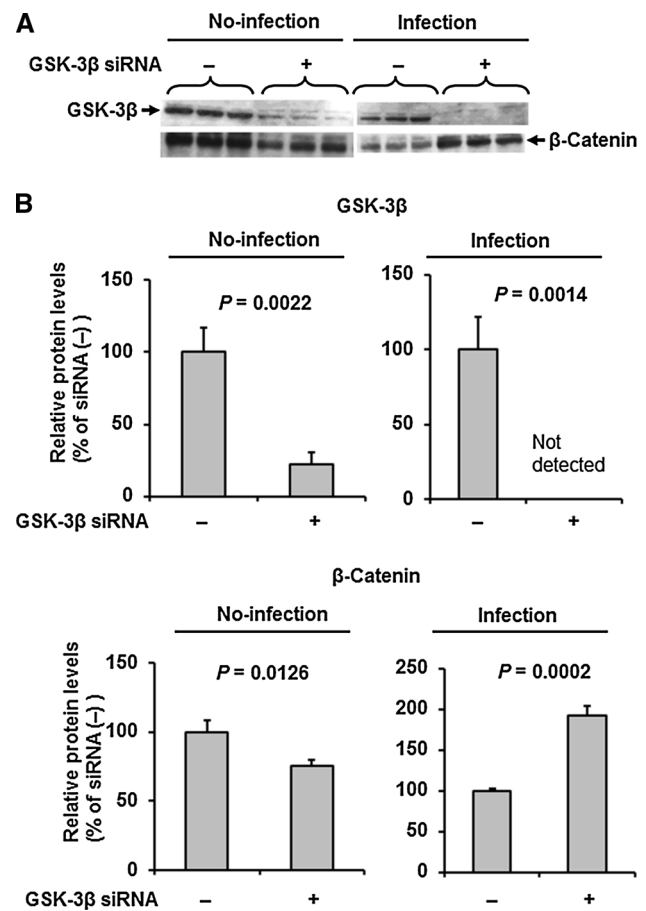 A
No-infection Infection
GSK-3β siRNA – + – +
GSK-3β
β-Catenin
B
GSK-3β
No-infection Infection
Relative protein levels
(% of siRNA (–) )
150
100
50
0
P = 0.0022
150
100
50
0
P = 0.0014
Not
detected
GSK-3β siRNA – + – +
β-Catenin
No-infection Infection
Relative protein levels
(% of siRNA (–) )
150
100
50
0
P = 0.0126
250
200
150
100
50
0
P = 0.0002
GSK-3β siRNA – + – +